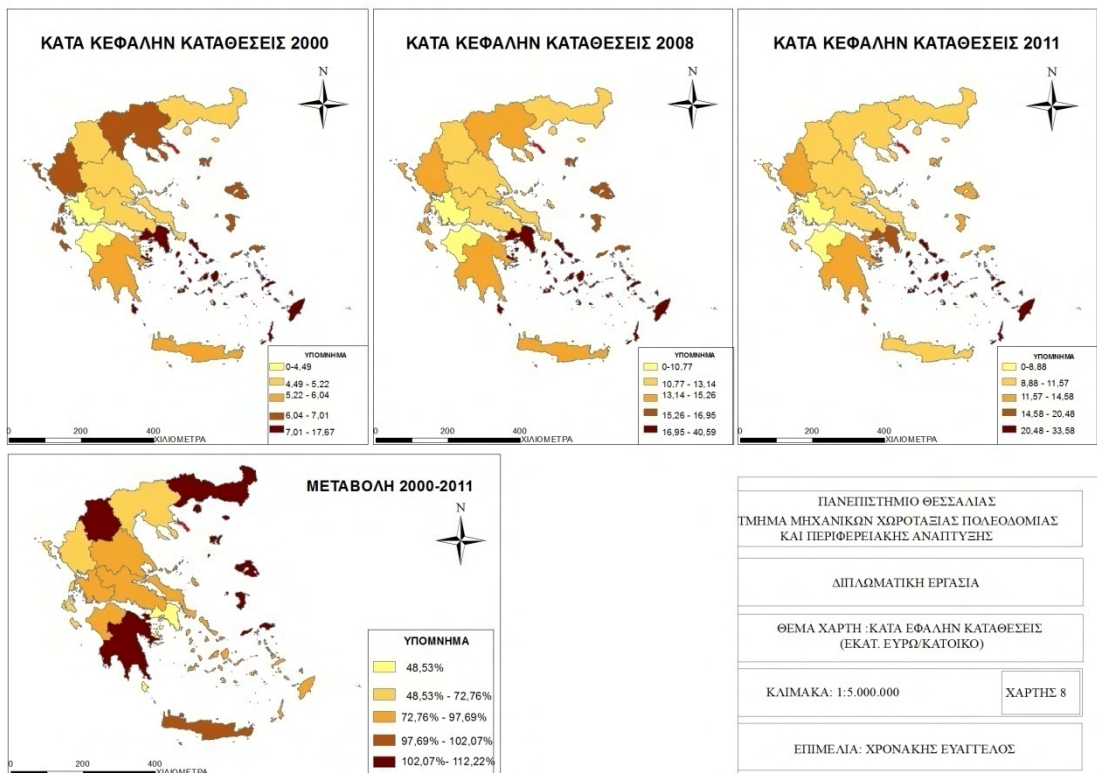 ΚΑΤΑ ΚΕΦΑΛΗΝ ΚΑΤΑΘΕΣΕΙΣ 2000
N
ΥΠΟΜΝΗΜΑ
0-4.49
4,49 - 5.22
5.22 - 6,04
6,04 - 7,01
7,01 - 17,67
0 200 400
ΧΙΛΙΟΜΕΤΡΑ
ΚΑΤΑ ΚΕΦΑΛΗΝ ΚΑΤΑΘΕΣΕΙΣ 2008
N
ΥΠΟΜΝΗΜΑ
0-10,77
10,77 - 13,14
13,14 - 15,26
15,26 - 16,95
16,95 - 40,59
0 200 400
ΧΙΛΙΟΜΕΤΡΑ
ΚΑΤΑ ΚΕΦΑΛΗΝ ΚΑΤΑΘΕΣΕΙΣ 2011
N
ΥΠΟΜΝΗΜΑ
0-8,88
8,88 - 11,57
11,57 - 14,58
14,58 - 20,48
20,48 - 33,58
0 200 400
ΧΙΛΙΟΜΕΤΡΑ
ΜΕΤΑΒΟΛΗ 2000-2011
N
ΥΠΟΜΝΗΜΑ
48,53%
48,53% - 72,76%
72,76% - 97,69%
97,69% - 102,07%
102,07% - 112,22%
0 200 400
ΧΙΛΙΟΜΕΤΡΑ
ΠΑΝΕΠΙΣΤΗΜΙΟ ΘΕΣΣΑΛΙΑΣ
ΤΜΗΜΑ ΜΗΧΑΝΙΚΩΝ ΧΩΡΟΤΑΞΙΑΣ ΠΟΛΕΟΔΟΜΙΑΣ
ΚΑΙ ΠΕΡΙΦΕΡΕΙΑΚΗΣ ΑΝΑΠΤΥΞΗΣ
ΔΙΠΛΩΜΑΤΙΚΗ ΕΡΓΑΣΙΑ
ΘΕΜΑ ΧΑΡΤΗ :ΚΑΤΑ ΕΦΑΛΗΝ ΚΑΤΑΘΕΣΕΙΣ
(ΕΚΑΤ. ΕΥΡΩ/ΚΑΤΟΙΚΟ)
ΚΛΙΜΑΚΑ: 1:5.000.000
ΧΑΡΤΗΣ 8
ΕΠΙΜΕΛΙΑ: ΧΡΟΝΑΚΗΣ ΕΥΑΓΓΕΛΟΣ